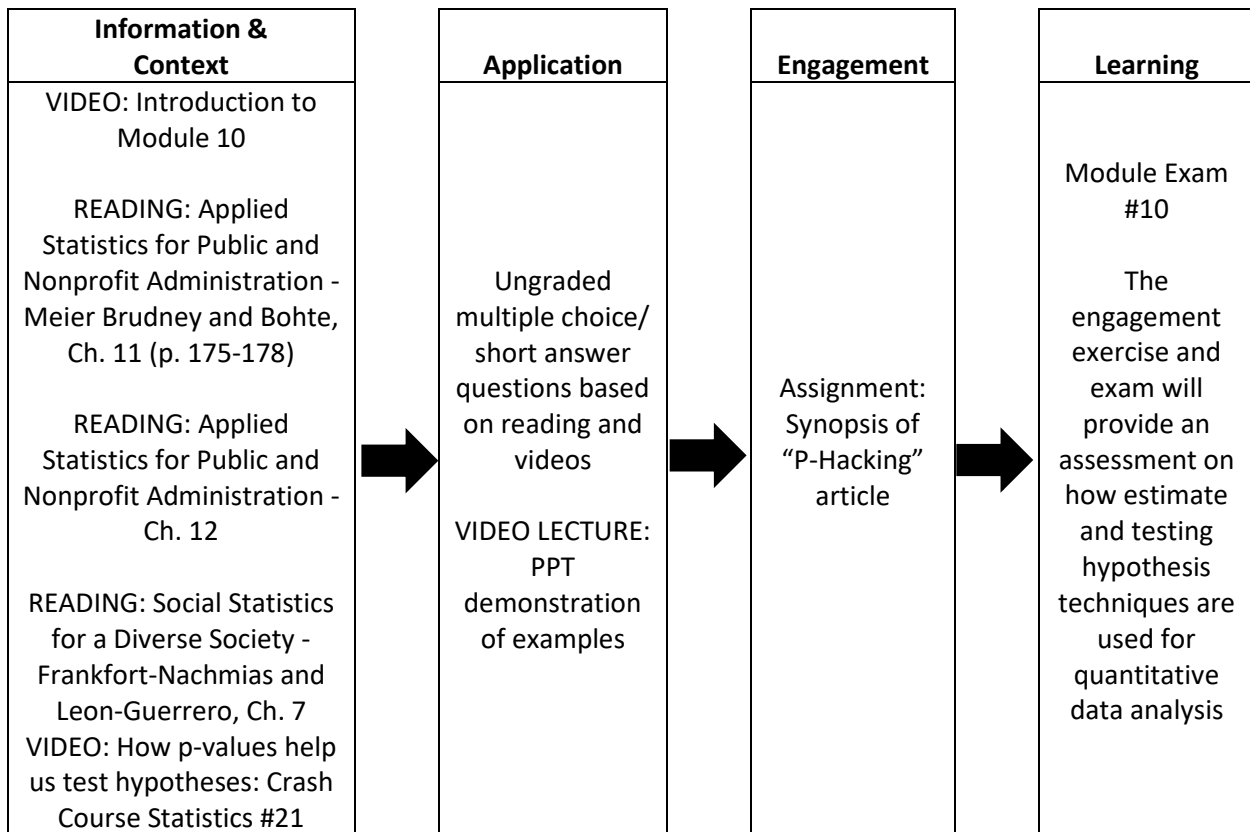 Information &
Context
VIDEO: Introduction to
Module 10
READING: Applied
Statistics for Public and
Nonprofit Administration -
Meier Brudney and Bohte,
Ch. 11 (p. 175-178)
READING: Applied
Statistics for Public and
Nonprofit Administration -
Ch. 12
READING: Social Statistics
for a Diverse Society -
Frankfort-Nachmias and
Leon-Guerrero, Ch. 7
VIDEO: How p-values help
us test hypotheses: Crash
Course Statistics #21
Application
Ungraded
multiple choice/
short answer
questions based
on reading and
videos
VIDEO LECTURE:
PPT
demonstration
of examples
Engagement
Assignment:
Synopsis of
“P-Hacking”
article
Learning
Module Exam
#10
The
engagement
exercise and
exam will
provide an
assessment on
how estimate
and testing
hypothesis
techniques are
used for
quantitative
data analysis